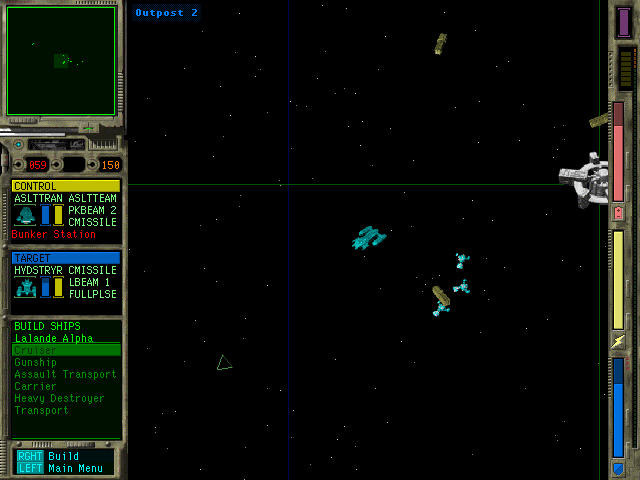 Outpost 2
059 150
CONTROL
ASLTTRAN ASLTTEAM
PKBEAM 2
CMISSILE
Bunker Station
TARGET
HVDSTRYR CMISSILE
LBEAM 1
FULLPLSE
BUILD SHIPS
Lalande Alpha
Cruiser
Gunship
Assault Transport
Carrier
Heavy Destroyer
Transport
RGHT Build
LEFT Main Menu